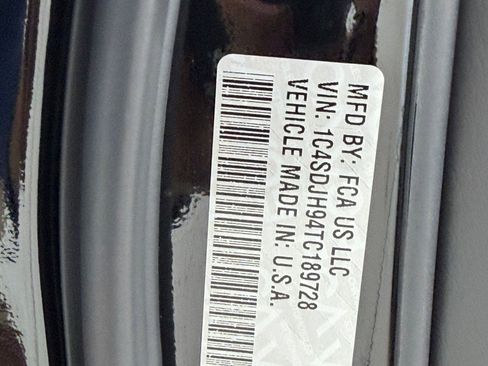 MFD BY: FCA US LLC
VIN: 1C4SDJH94TC189728
VEHICLE MADE IN: U.S.A.